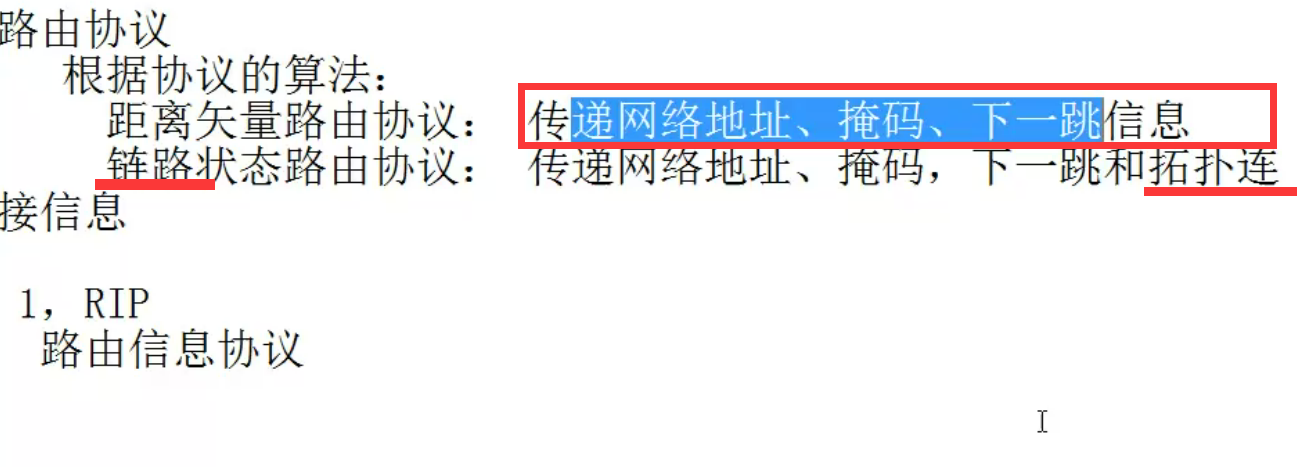 路由协议
根据协议的算法：
距离矢量路由协议： 传递网络地址、掩码、下一跳信息
链路状态路由协议： 传递网络地址、掩码，下一跳和拓扑连
接信息
1，RIP
路由信息协议